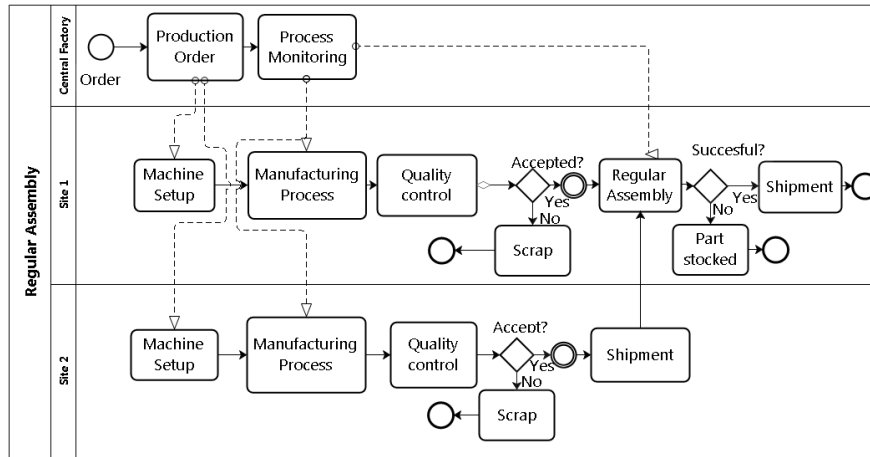 Regular Assembly
Central Factory
Order
Production
Order
Process
Monitoring
Site 1
Machine
Setup
Manufacturing
Process
Quality
control
Accepted?
Yes
No
Scrap
Regular
Assembly
Succesful?
Yes
No
Shipment
Part
stocked
Site 2
Machine
Setup
Manufacturing
Process
Quality
control
Accept?
Yes
No
Scrap
Shipment